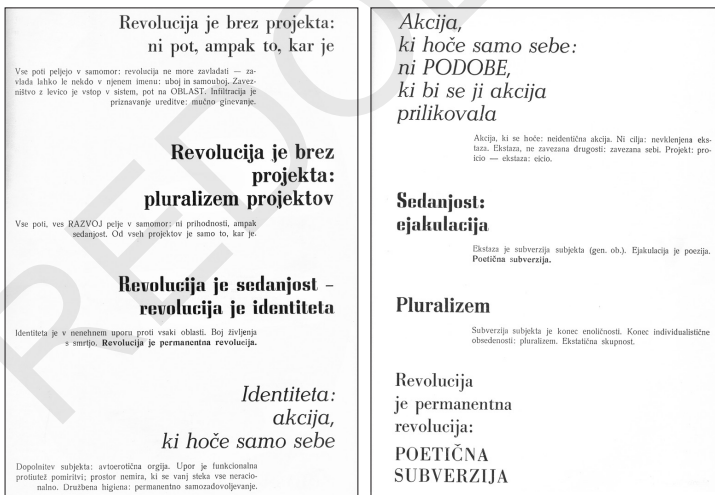 Revolucija je brez projekta:
ni pot, ampak to, kar je
Vse poti peljejo v samomor: revolucija ne more zavladati — za-
vlada lahko le nekdo v njenem imenu: uboj in samouboj. Zavez-
ništvo z levico je vstop v sistem, pot na OBLAST. Infiltracija je
priznavanje ureditve: mučno ginevanje.
Revolucija je brez
projekta:
pluralizem projektov
Vse poti, ves RAZVOJ pelje v samomor: ni prihodnosti, ampak
sedanjost. Od vseh projektov je samo to, kar je.
Revolucija je sedanjost –
revolucija je identiteta
Identiteta je v nenehnem uporu proti vsaki oblasti. Boj življenja
s smrtjo. Revolucija je permanentna revolucija.
Identiteta:
akcija,
ki hoče samo sebe
Dopolnitev subjekta: avtoerotična orgija. Upor je funkcionalna
protiutež pomiritvi; prostor nemira, ki se vanj steka vse neracio-
nalno. Družbena higiena: permanentno samozadovoljevanje.
Akcija,
ki hoče samo sebe:
ni PODOBE,
ki bi se ji akcija
prilikovala
Akcija, ki se hoče: neidentična akcija. Ni cilja: nevklenjena eks-
taza. Ekstaza, ne zavezana drugosti: zavezana sebi. Projekt: pro-
icio — ekstaza: eicio.
Sedanjost:
ejakulacija
Ekstaza je subverzija subjekta (gen. ob.). Ejakulacija je poezija.
Poetična subverzija.
Pluralizem
Subverzija subjekta je konec enoličnosti. Konec individualistične
obsedenosti: pluralizem. Ekstatična skupnost.
Revolucija
je permanentna
revolucija:
POETIČNA
SUBVERZIJA